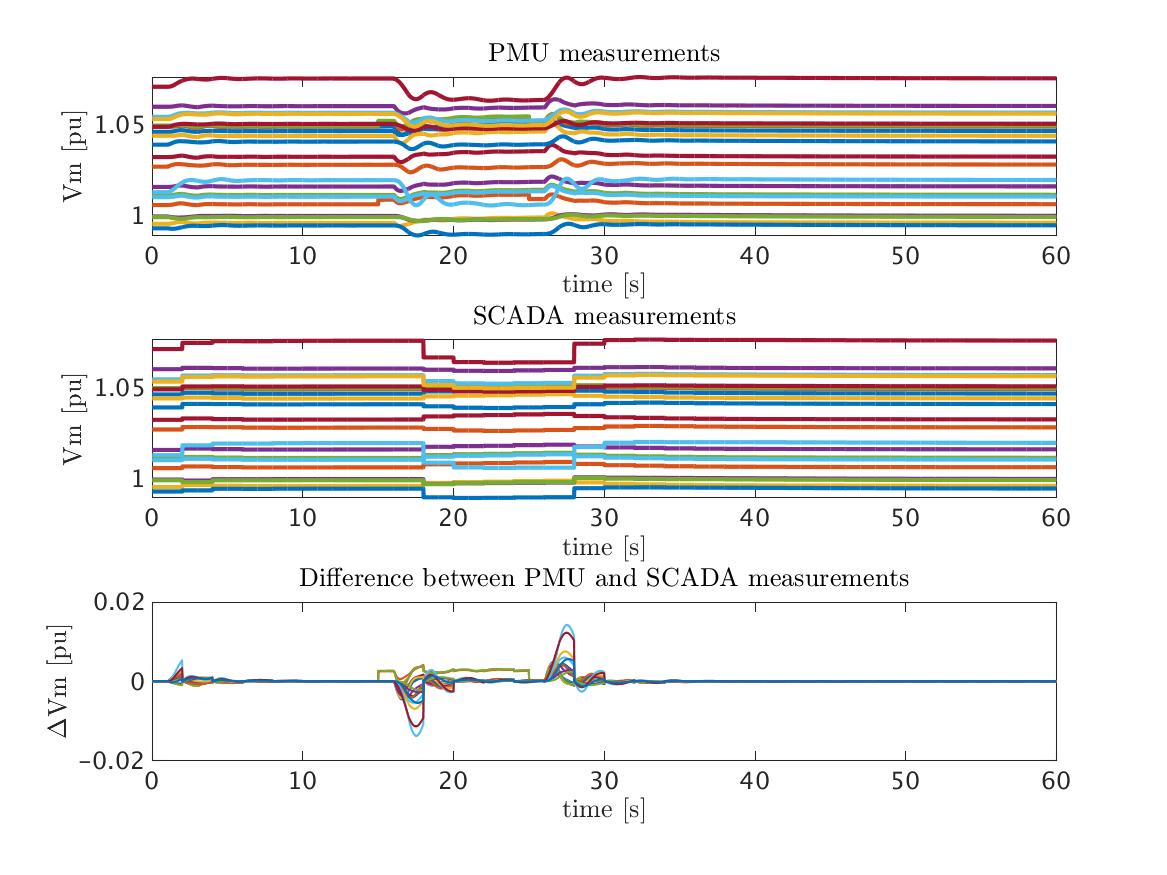 PMU measurements
1.05
1
Vm [pu]
0 10 20 30 40 50 60
time [s]
SCADA measurements
1.05
1
Vm [pu]
0 10 20 30 40 50 60
time [s]
Difference between PMU and SCADA measurements
0.02
0
-0.02
ΔVm [pu]
0 10 20 30 40 50 60
time [s]